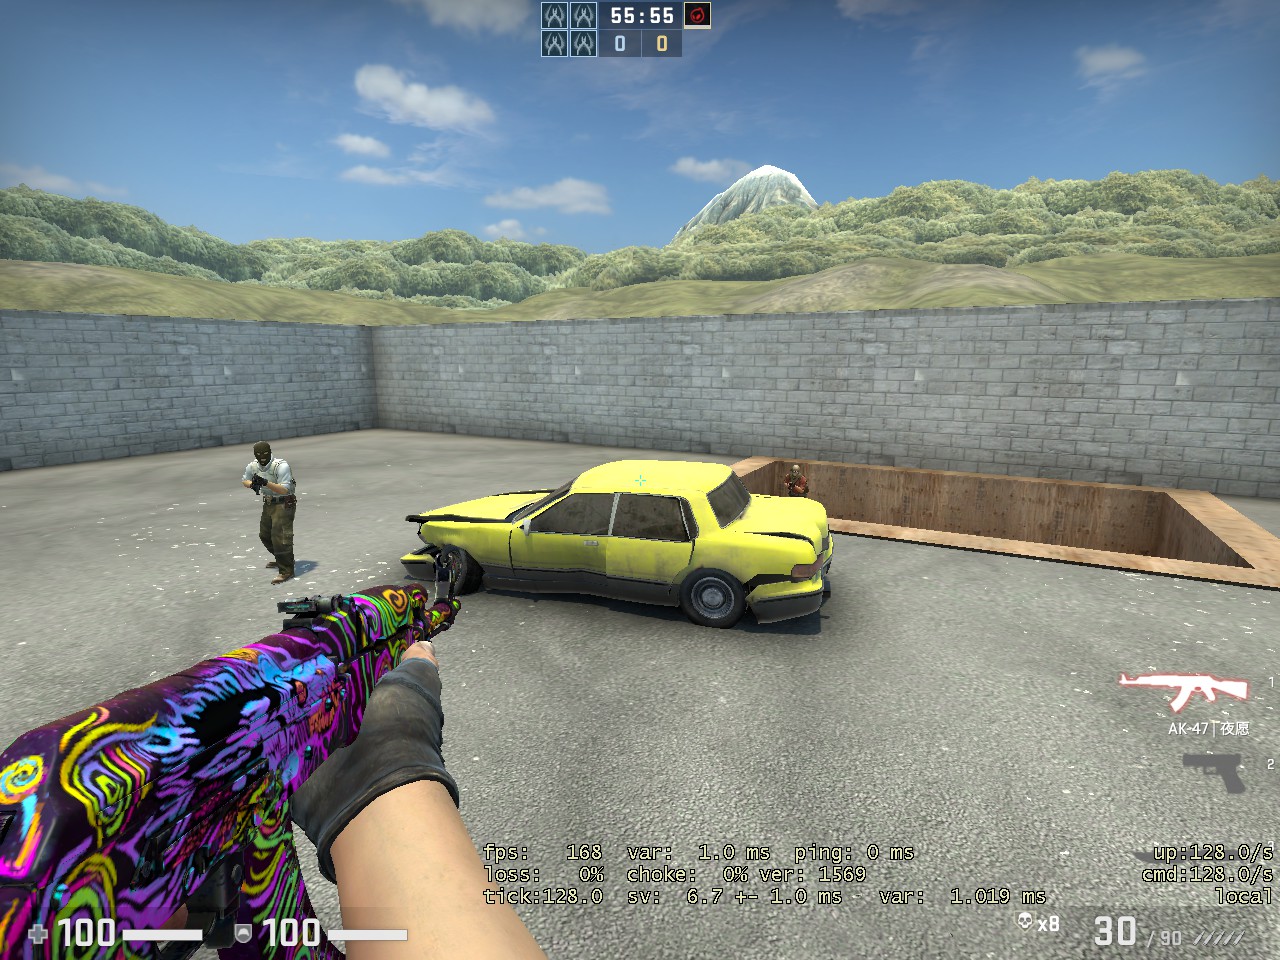 55:55
0 0
1
AK-47 | 夜愿
2
fps: 168 var: 1.0 ms ping: 0 ms
up:128.0/s
loss: 0% choke: 0% ver: 1569
cmd:128.0/s
tick:128.0 sv: 6.7 +- 1.0 ms var: 1.019 ms
local
100 100
x8
30 / 90